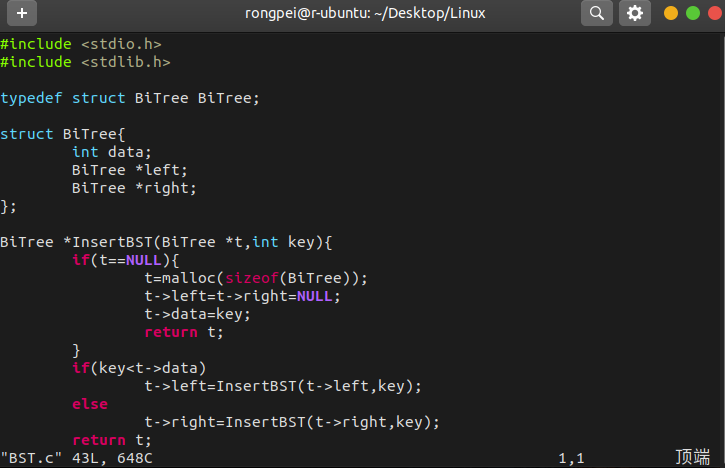 rongpei@r-ubuntu: ~/Desktop/Linux
#include <stdio.h>
#include <stdlib.h>
typedef struct BiTree BiTree;
struct BiTree{
int data;
BiTree *left;
BiTree *right;
};
BiTree *InsertBST(BiTree *t,int key){
if(t==NULL){
t=malloc(sizeof(BiTree));
t->left=t->right=NULL;
t->data=key;
return t;
}
if(key<t->data)
t->left=InsertBST(t->left,key);
else
t->right=InsertBST(t->right,key);
return t;
"BST.c" 43L, 648C 1,1 顶端